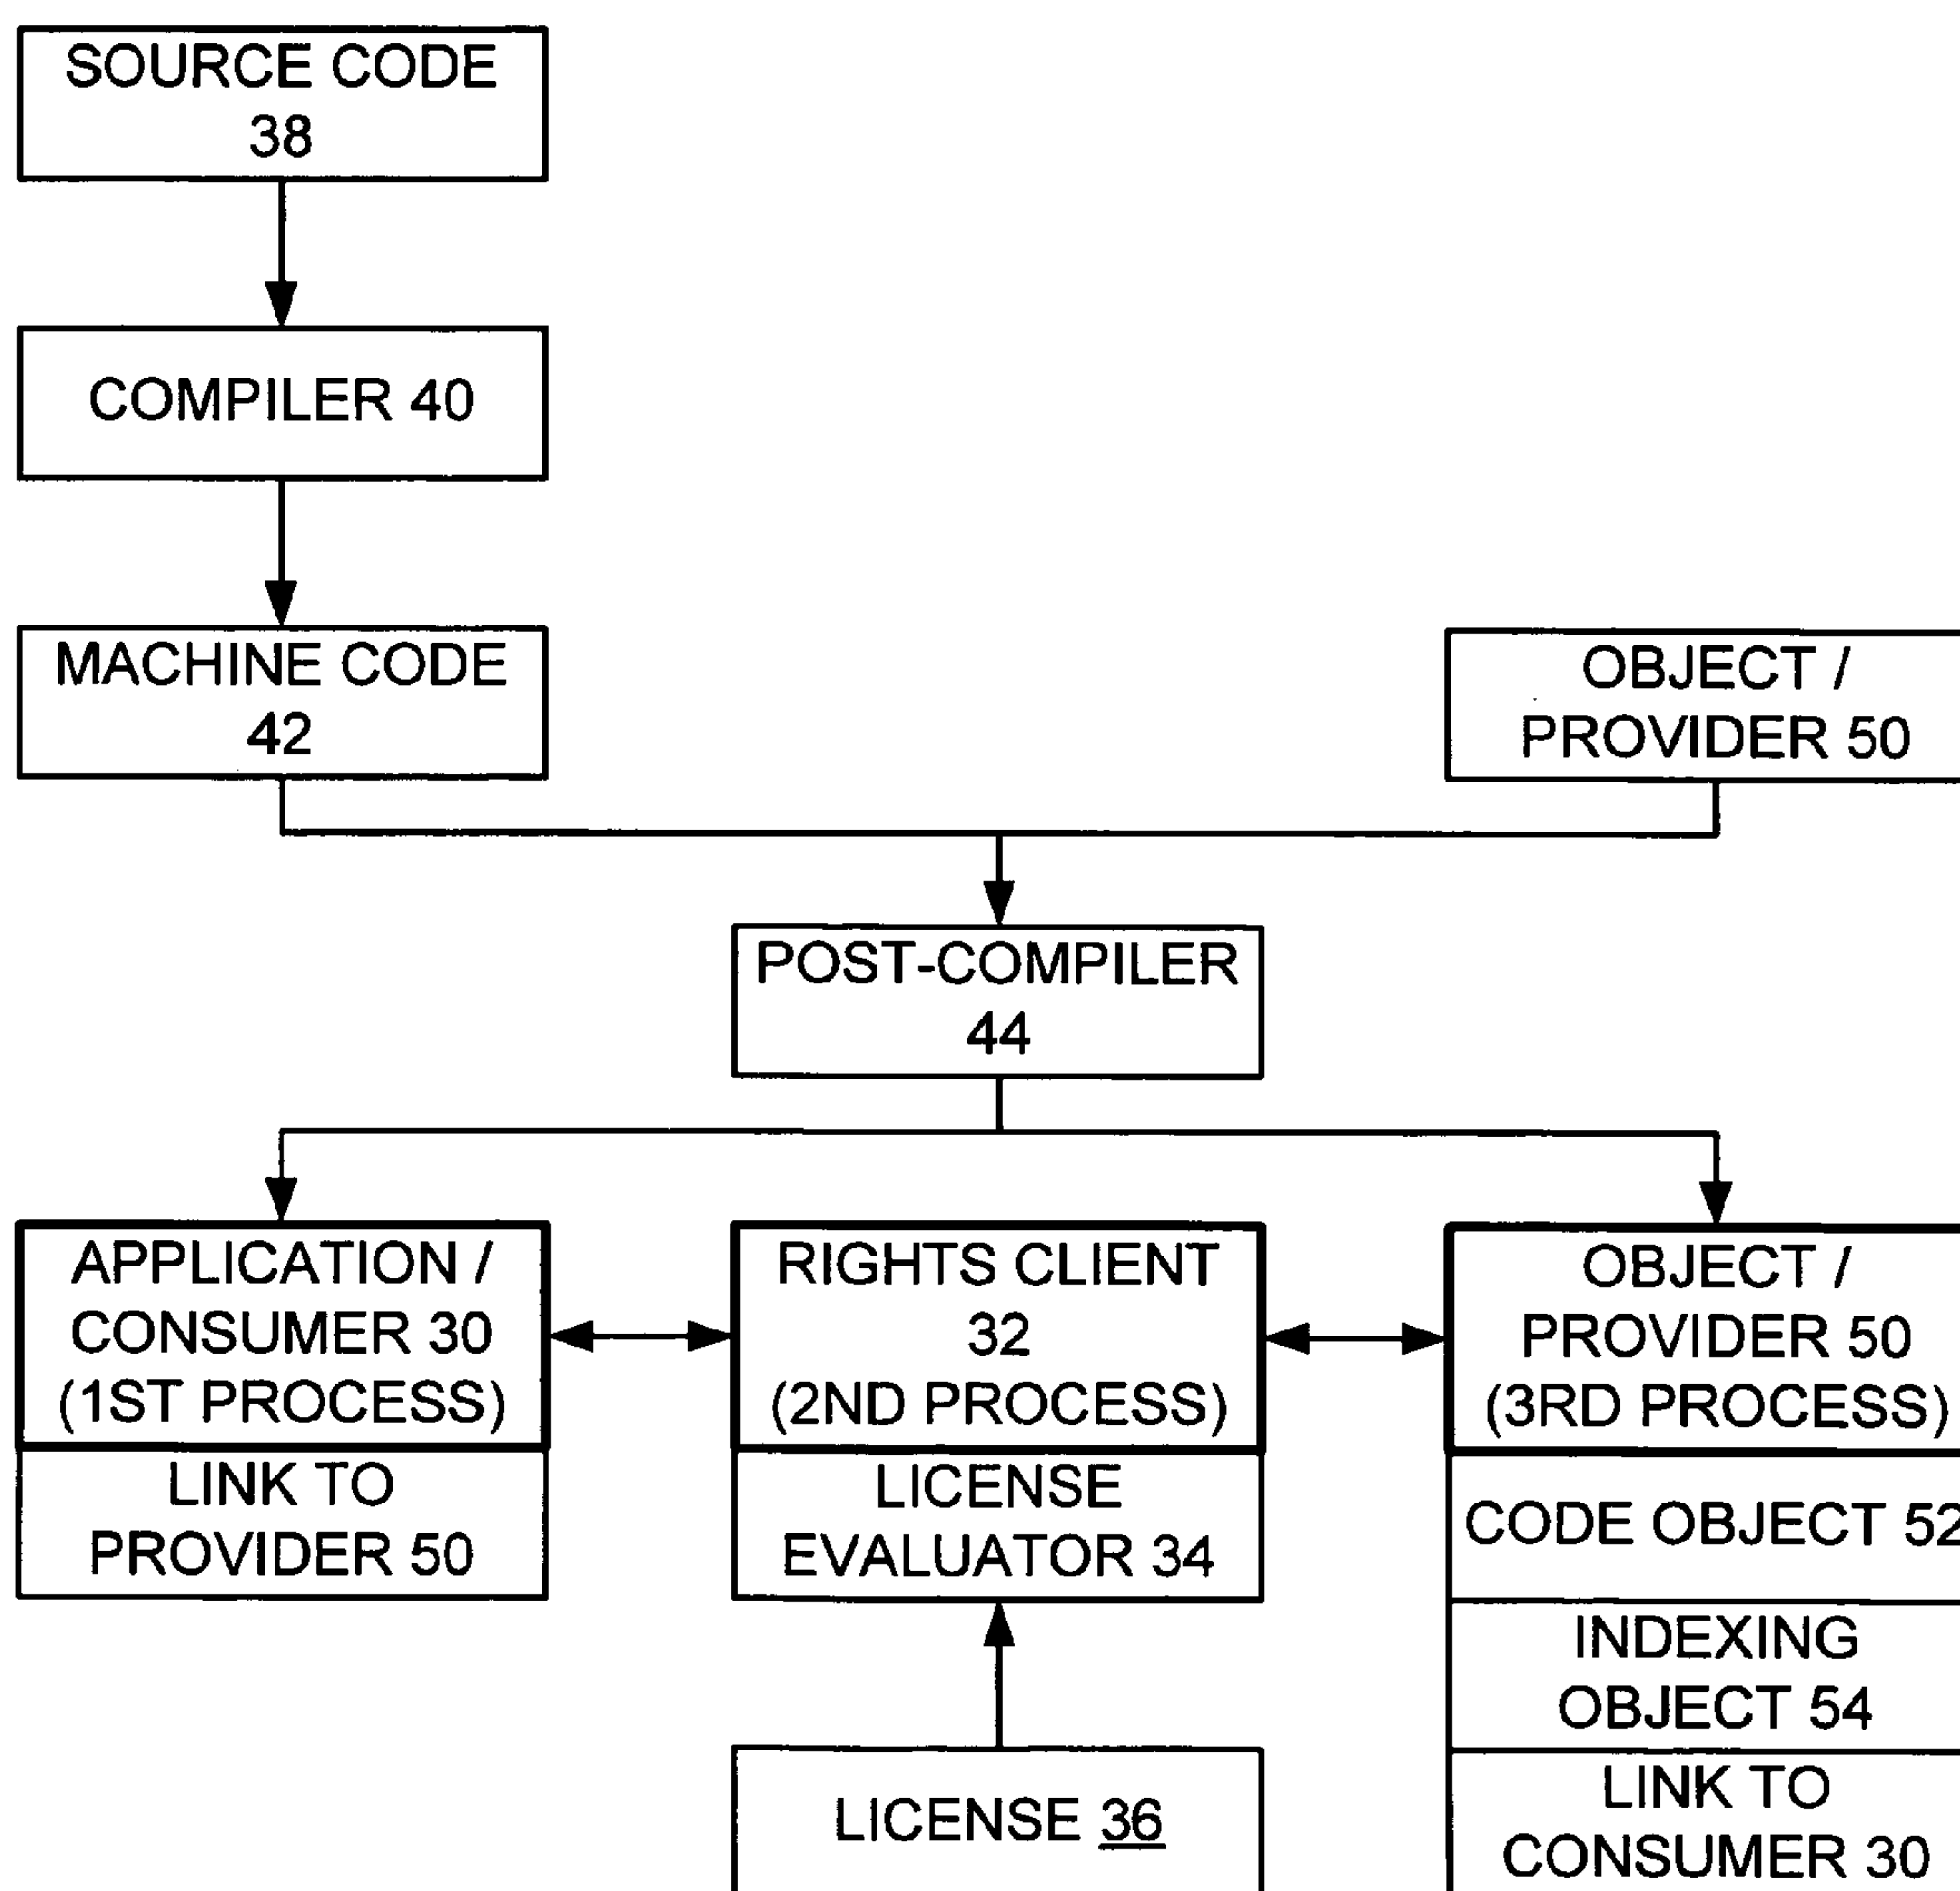 SOURCE CODE
38
COMPILER 40
MACHINE CODE
42
OBJECT /
PROVIDER 50
POST-COMPILER
44
APPLICATION /
CONSUMER 30
(1ST PROCESS)
LINK TO
PROVIDER 50
RIGHTS CLIENT
32
(2ND PROCESS)
LICENSE
EVALUATOR 34
LICENSE 36
OBJECT /
PROVIDER 50
(3RD PROCESS)
CODE OBJECT 52
INDEXING
OBJECT 54
LINK TO
CONSUMER 30